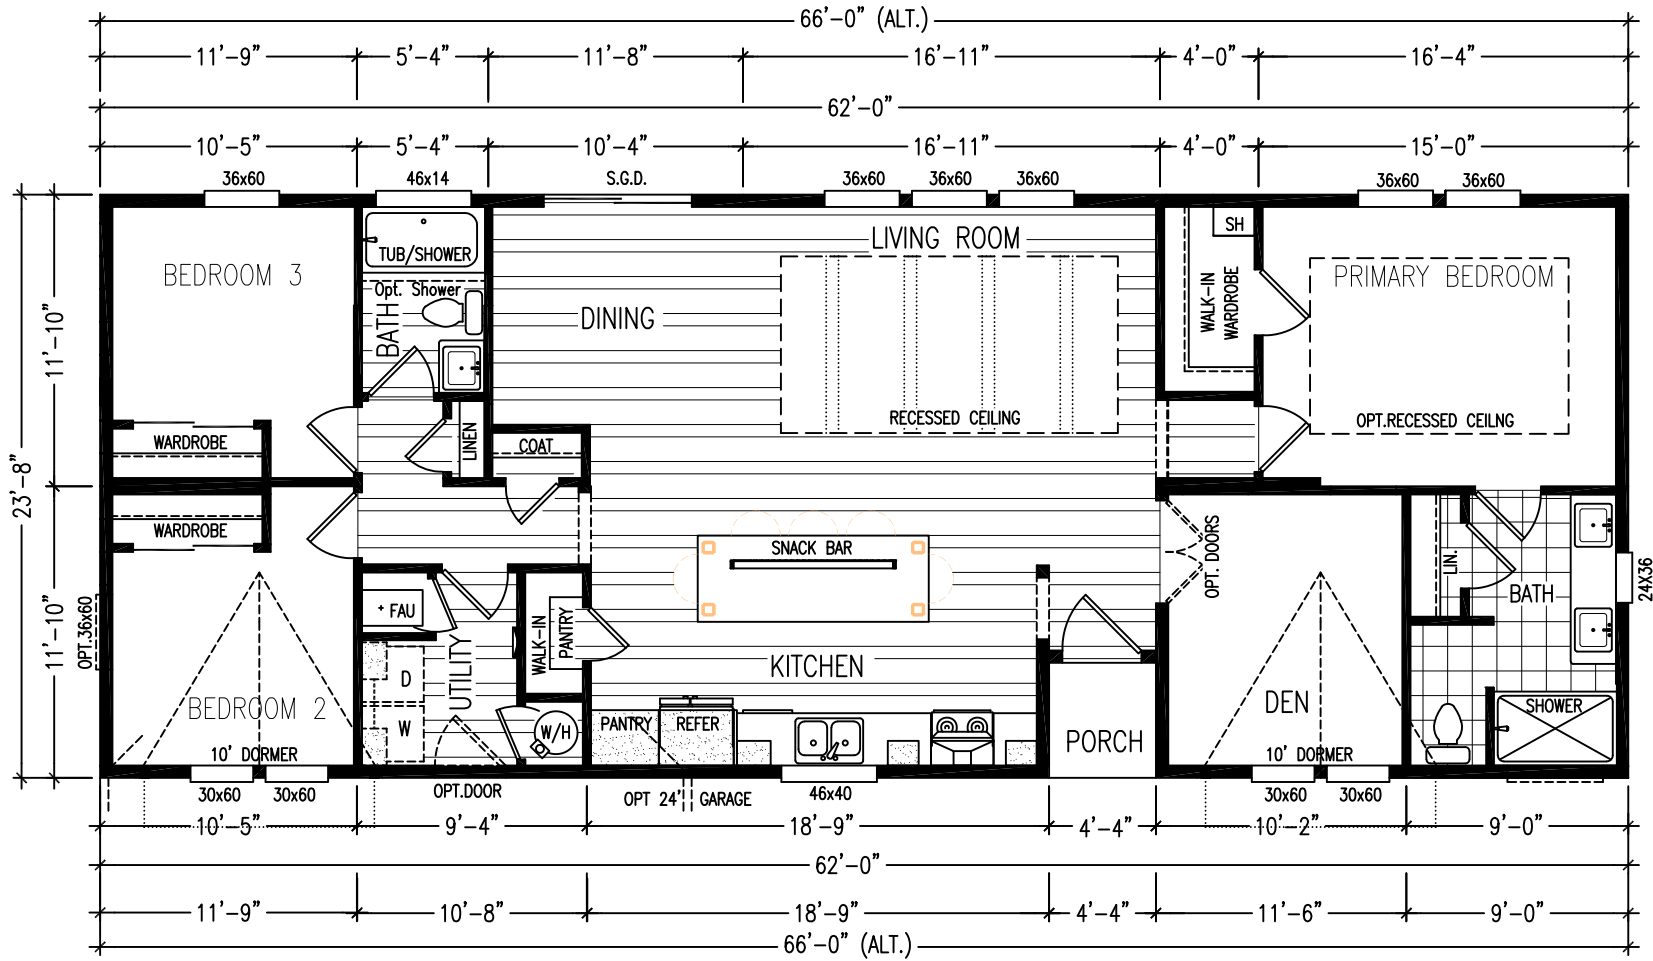 66'-0" (ALT.)
11'-9" 5'-4" 11'-8" 16'-11" 4'-0" 16'-4"
62'-0"
10'-5" 5'-4" 10'-4" 16'-11" 4'-0" 15'-0"
36x60 46x14 S.G.D. 36x60 36x60 36x60 36x60 36x60
23'-8"
11'-10"
11'-10"
BEDROOM 3
TUB/SHOWER
Opt. Shower
BATH
LIVING ROOM
DINING
RECESSED CEILING
SH
WALK-IN
WARDROBE
PRIMARY BEDROOM
OPT.RECESSED CEILNG
WARDROBE
LINEN
COAT
WARDROBE
SNACK BAR
OPT. DOORS
LIN.
BATH
24X36
OPT.36x60
+ FAU
UTILITY
WALK-IN
PANTRY
KITCHEN
D
W
BEDROOM 2
10' DORMER
W/H
PANTRY
REFER
PORCH
DEN
10' DORMER
SHOWER
30x60 30x60
OPT.DOOR
OPT 24' GARAGE
46x40
30x60 30x60
10'-5" 9'-4" 18'-9" 4'-4" 10'-2" 9'-0"
62'-0"
11'-9" 10'-8" 18'-9" 4'-4" 11'-6" 9'-0"
66'-0" (ALT.)